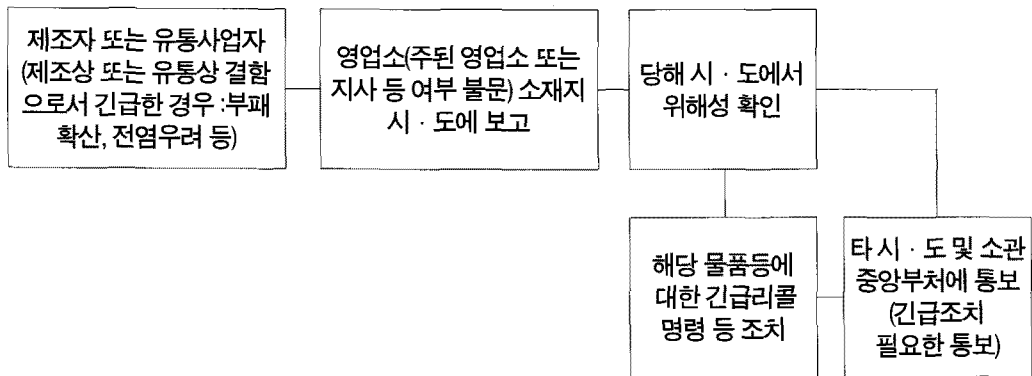 제조자 또는 유통사업자
(제조상 또는 유통상 결함
으로서 긴급한 경우 :부패
확산, 전염우려 등)
영업소(주된 영업소 또는
지사 등 여부 불문) 소재지
시 · 도에 보고
당해 시 · 도에서
위해성 확인
해당 물품등에
대한 긴급리콜
명령 등 조치
타 시 · 도 및 소관
중앙부처에 통보
(긴급조치
필요한 통보)